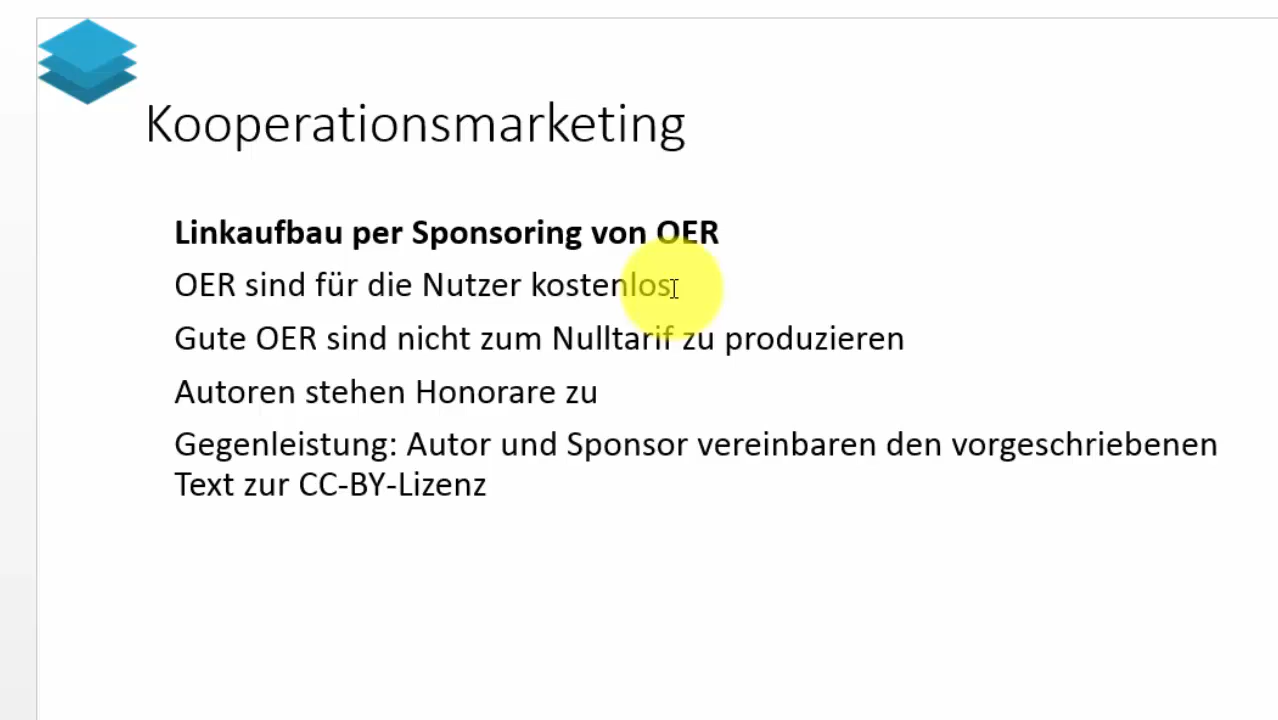 Kooperationsmarketing
Linkaufbau per Sponsoring von OER
OER sind für die Nutzer kostenlos
Gute OER sind nicht zum Nulltarif zu produzieren
Autoren stehen Honorare zu
Gegenleistung: Autor und Sponsor vereinbaren den vorgeschriebenen
Text zur CC-BY-Lizenz